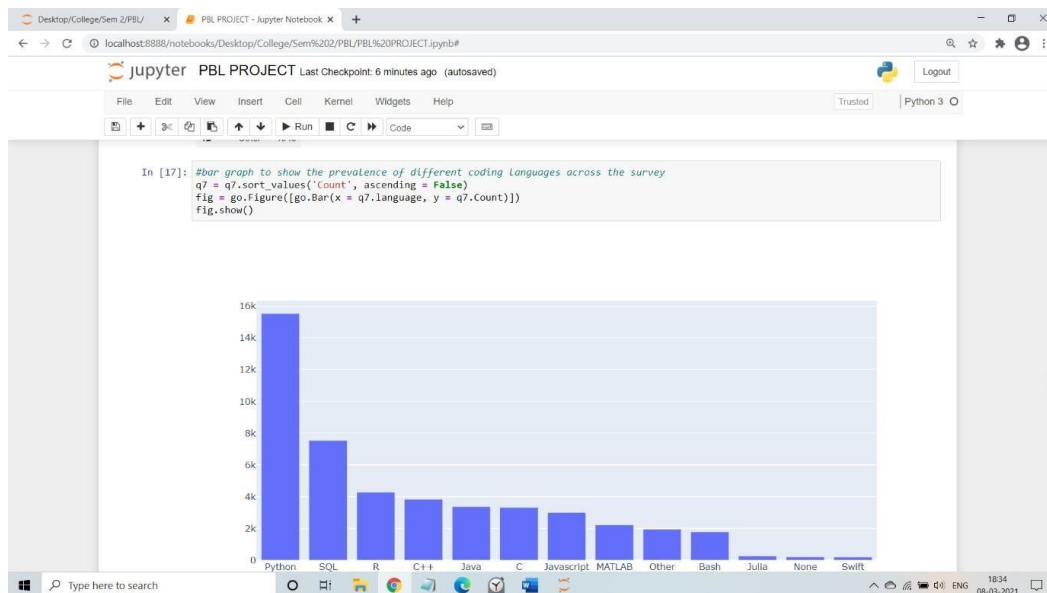 Desktop/College/Sem 2/PBL/
PBL PROJECT - Jupyter Notebook
localhost:8888/notebooks/Desktop/College/Sem%202/PBL/PBL%20PROJECT.ipynb#
jupyter PBL PROJECT Last Checkpoint: 6 minutes ago (autosaved)
Logout
File Edit View Insert Cell Kernel Widgets Help
Trusted Python 3
Run Code
In [17]: #bar graph to show the prevalence of different coding languages across the survey
q7 = q7.sort_values('Count', ascending = False)
fig = go.Figure([go.Bar(x = q7.language, y = q7.Count)])
fig.show()
16k
14k
12k
10k
8k
6k
4k
2k
0
Python SQL R C++ Java C Javascript MATLAB Other Bash Julia None Swift
Type here to search
ENG
18:34
08-03-2021